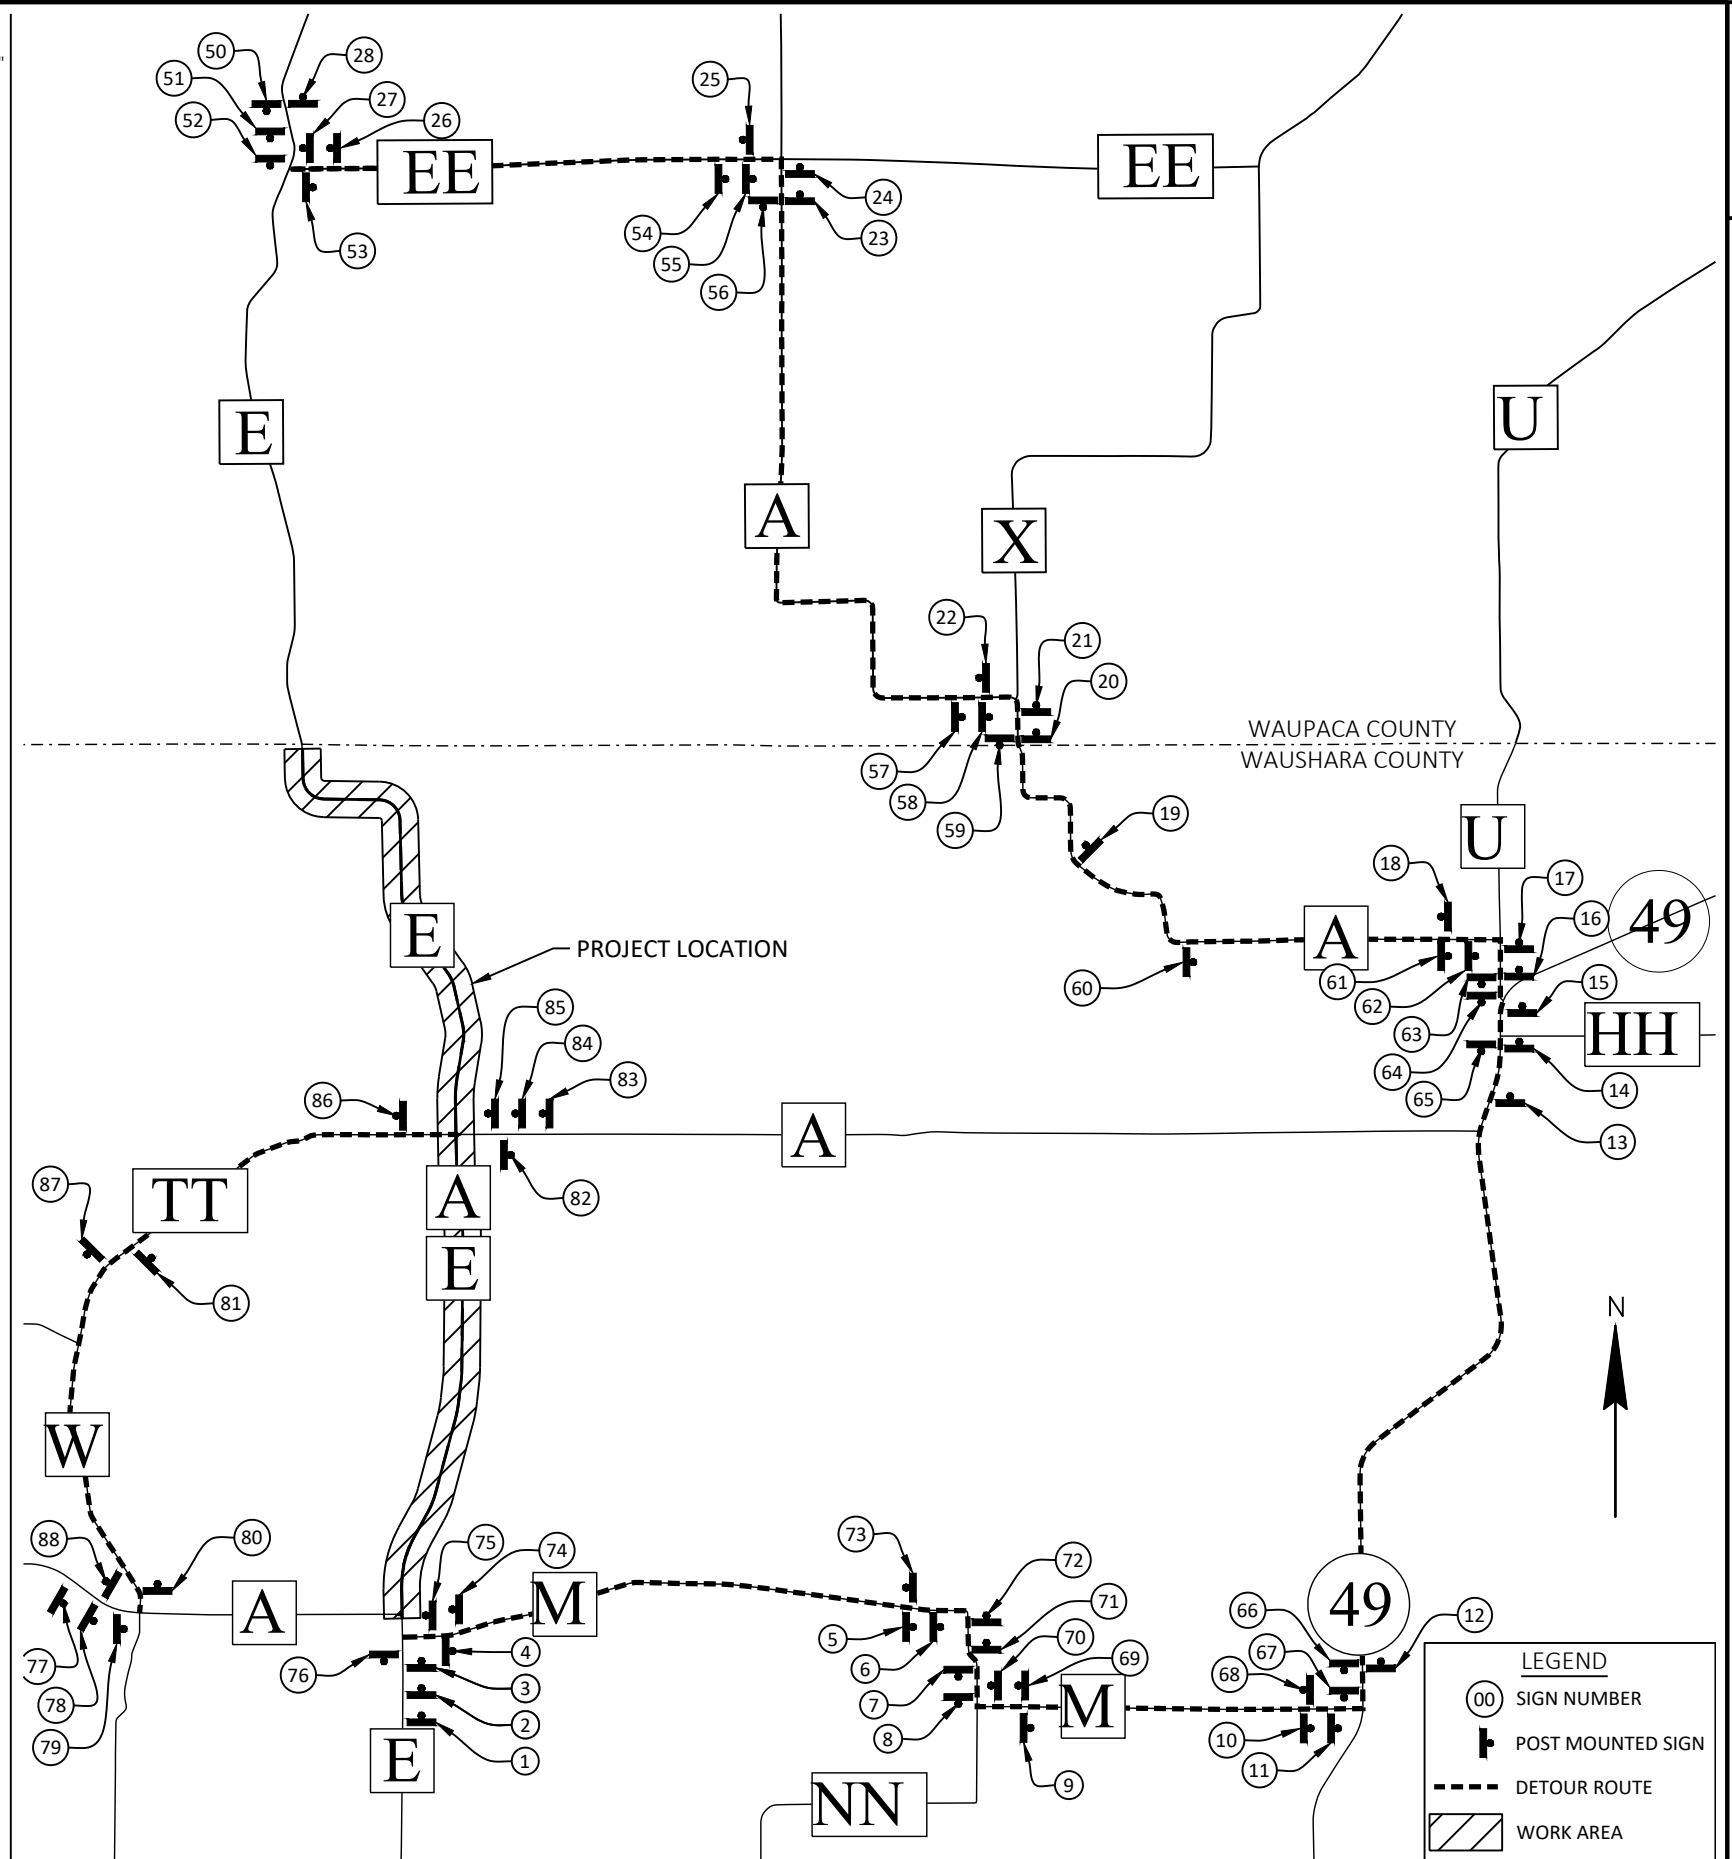 "
50
28
51
27
52
26
EE
53
25
54
55
56
24
23
EE
E
A
X
U
22
21
20
57
58
59
WAUPACA COUNTY
WAUSHARA COUNTY
19
U
18
17
16
49
A
60
61
62
63
64
65
15
HH
14
13
E
PROJECT LOCATION
85
84
83
86
A
82
87
TT
A
E
81
N
W
88
80
75
74
M
73
72
71
A
5
6
70
69
66
67
68
49
12
77
78
79
76
4
3
2
1
7
8
M
9
10
11
E
NN
LEGEND
00 SIGN NUMBER
POST MOUNTED SIGN
DETOUR ROUTE
WORK AREA